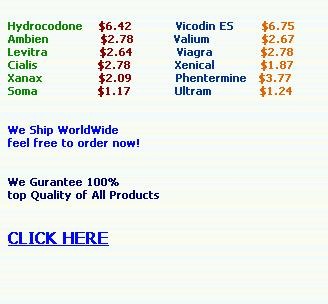 Hydrocodone $6.42 Vicodin ES $6.75
Ambien $2.78 Valium $2.67
Levitra $2.64 Viagra $2.78
Cialis $2.78 Xenical $1.87
Xanax $2.09 Phentermine $3.77
Soma $1.17 Ultram $1.24
We Ship WorldWide
feel free to order now!
We Gurantee 100%
top Quality of All Products
CLICK HERE